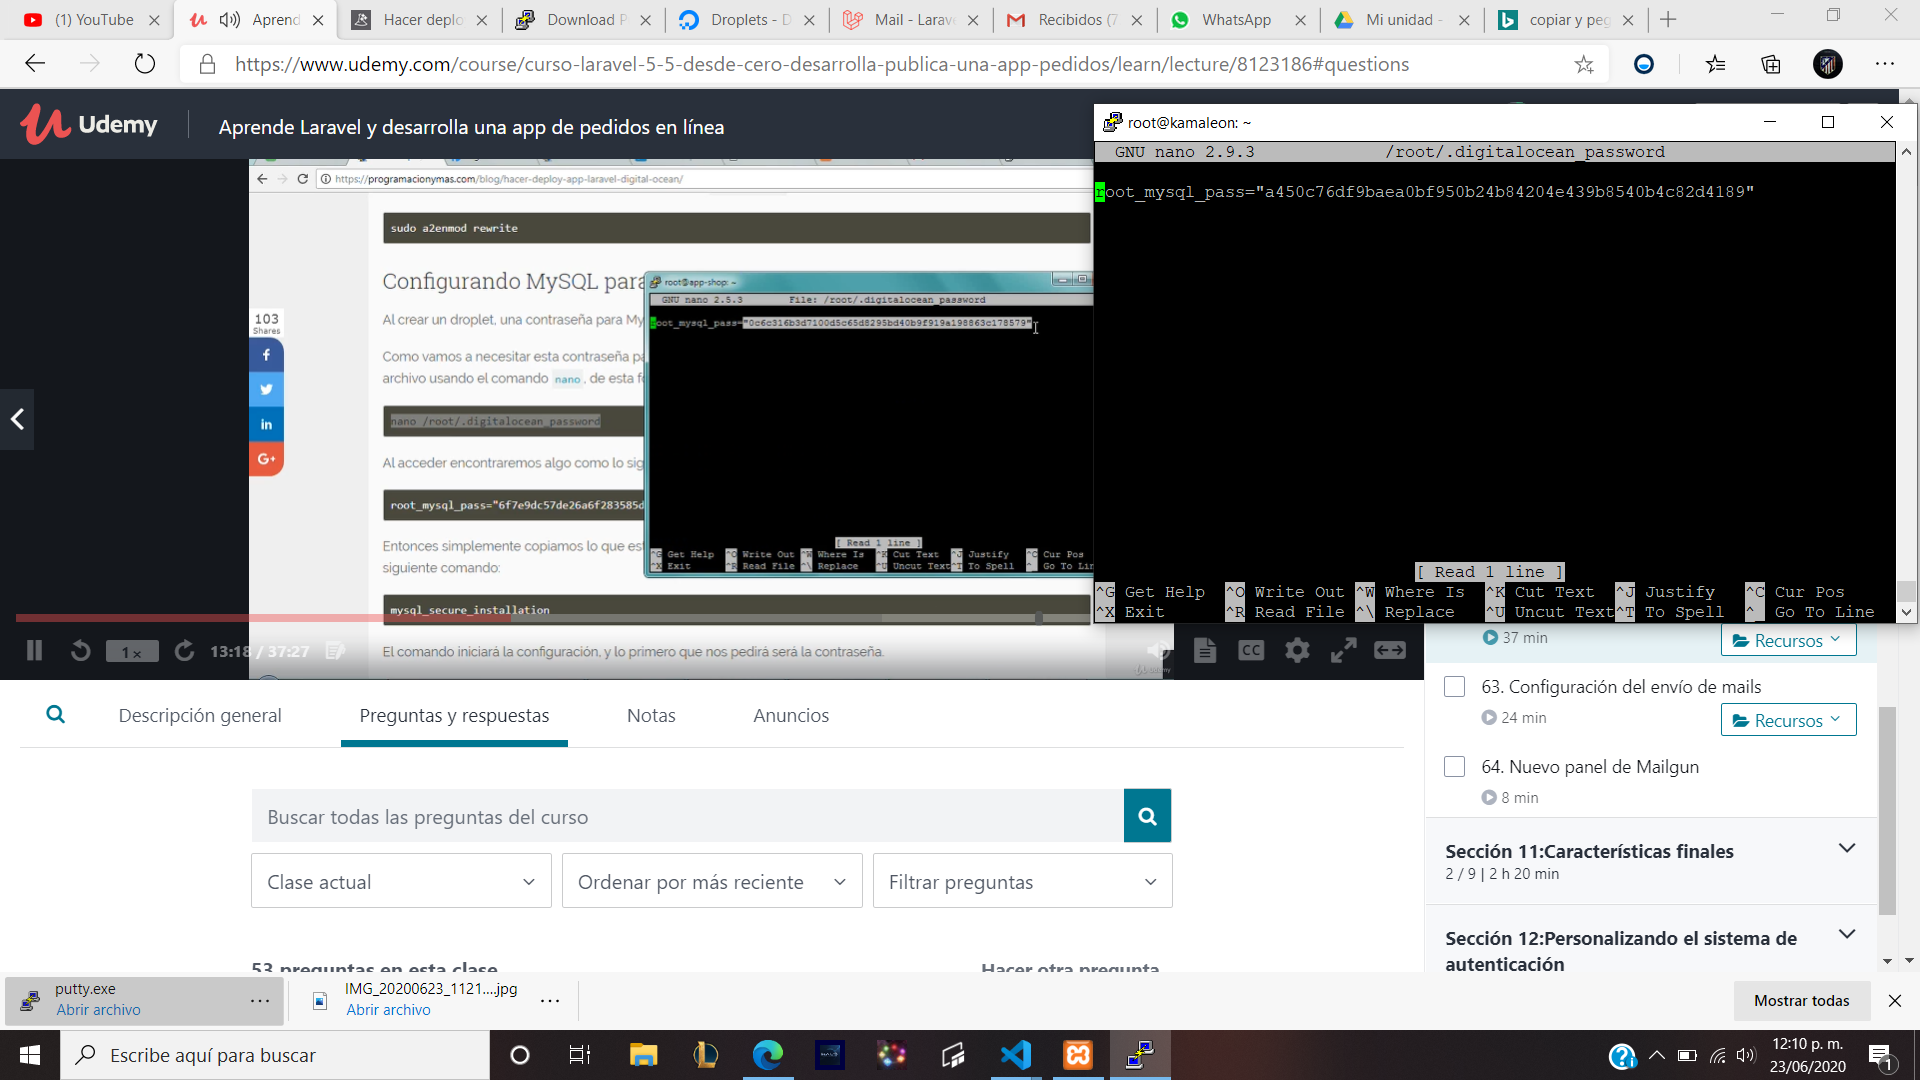 (1) YouTube
Aprend
Hacer deplo
Download P
Droplets - D
Mail - Larave
Recibidos (7
WhatsApp
Mi unidad -
copiar y peg
https://www.udemy.com/course/curso-laravel-5-5-desde-cero-desarrolla-publica-una-app-pedidos/learn/lecture/8123186#questions
Udemy
Aprende Laravel y desarrolla una app de pedidos en línea
https://programacionymas.com/blog/hacer-deploy-app-laravel-digital-ocean/
sudo a2enmod rewrite
Configurando MySQL para
Al crear un droplet, una contraseña para My
Como vamos a necesitar esta contraseña pa
archivo usando el comando nano, de esta fo
nano /root/.digitalocean_password
Al acceder encontraremos algo como lo sig
root_mysql_pass="6f7e9dc57de26a6f283585d
Entonces simplemente copiamos lo que est
siguiente comando:
mysql_secure_installation
El comando iniciará la configuración, y lo primero que nos pedirá será la contraseña.
103
Shares
f
in
G+
root@app-shop: ~
GNU nano 2.5.3 File: /root/.digitalocean_password
root_mysql_pass="0c6c316b3d7100d5c65d8295bd40b9f919a198863c178579"
[ Read 1 line ]
^G Get Help ^O Write Out ^W Where Is ^K Cut Text ^J Justify ^C Cur Pos
^X Exit ^R Read File ^\ Replace ^U Uncut Text ^T To Spell ^_ Go To Lin
root@kamaleon: ~
GNU nano 2.9.3 /root/.digitalocean_password
root_mysql_pass="a450c76df9baea0bf950b24b84204e439b8540b4c82d4189"
[ Read 1 line ]
^G Get Help ^O Write Out ^W Where Is ^K Cut Text ^J Justify ^C Cur Pos
^X Exit ^R Read File ^\ Replace ^U Uncut Text ^T To Spell ^_ Go To Line
1x
13:18 / 37:27
Udemy
CC
37 min
Recursos
63. Configuración del envío de mails
24 min
Recursos
64. Nuevo panel de Mailgun
8 min
Sección 11:Características finales
2 / 9 | 2 h 20 min
Sección 12:Personalizando el sistema de
autenticación
Descripción general
Preguntas y respuestas
Notas
Anuncios
Buscar todas las preguntas del curso
Clase actual
Ordenar por más reciente
Filtrar preguntas
53 preguntas en esta clase
Hacer otra pregunta
putty.exe
Abrir archivo
IMG_20200623_1121....jpg
Abrir archivo
Mostrar todas
Escribe aquí para buscar
12:10 p. m.
23/06/2020
1